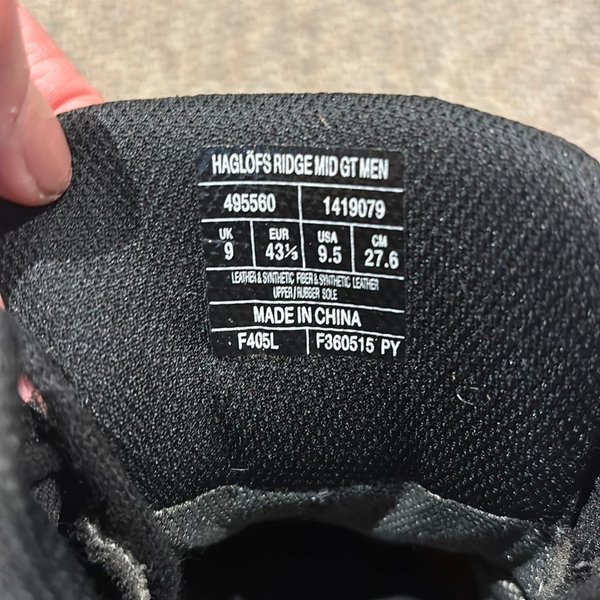 HAGLÖFS RIDGE MID GT MEN
495560 1419079
UK EUR USA CM
9 43⅓ 9.5 27.6
LEATHER & SYNTHETIC FIBER & SYNTHETIC LEATHER
UPPER / RUBBER SOLE
MADE IN CHINA
F405L F360515 PY